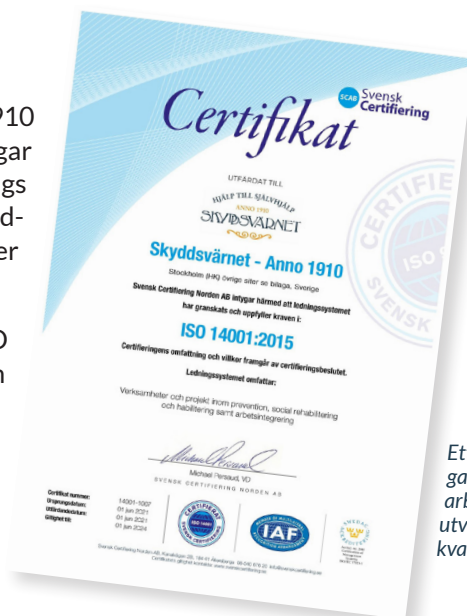 910
gar
gs
d-
er
Certifikat
SCAB Svensk
Certifiering
UTFÄRDAT TILL
HJÄLP TILL SJÄLVHJÄLP
ANNO 1910
SKYDDSVÄRNET
Skyddsvärnet - Anno 1910
Stockholm (HK) övriga siter se bilaga, Sverige
Svensk Certifiering Norden AB intygar härmed att ledningssystemet
har granskats och uppfyller kraven i:
ISO 14001:2015
Certifieringens omfattning och villkor framgår av certifieringsbeslutet.
Ledningssystemet omfattar:
Verksamheter och projekt inom prevention, social rehabilitering
och habilitering samt arbetsintegrering
Michael Persaud, VD
SVENSK CERTIFIERING NORDEN AB
Certifikat nummer: 14001-1007
Ursprungsdatum: 01 jun 2021
Utfärdandedatum: 01 jun 2021
Giltighet till: 01 jun 2024
ISO 14001
IAF
Et
ga
arb
utv
kva